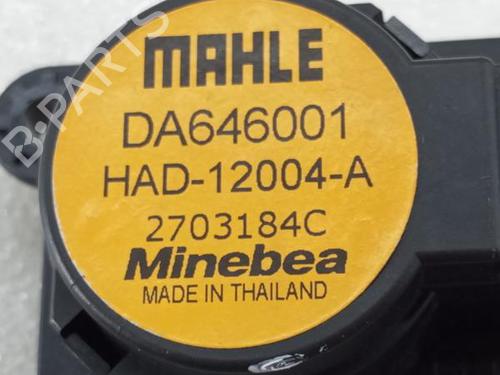 MAHLE
DA646001
HAD-12004-A
2703184C
Minebea
MADE IN THAILAND
B-PARTS